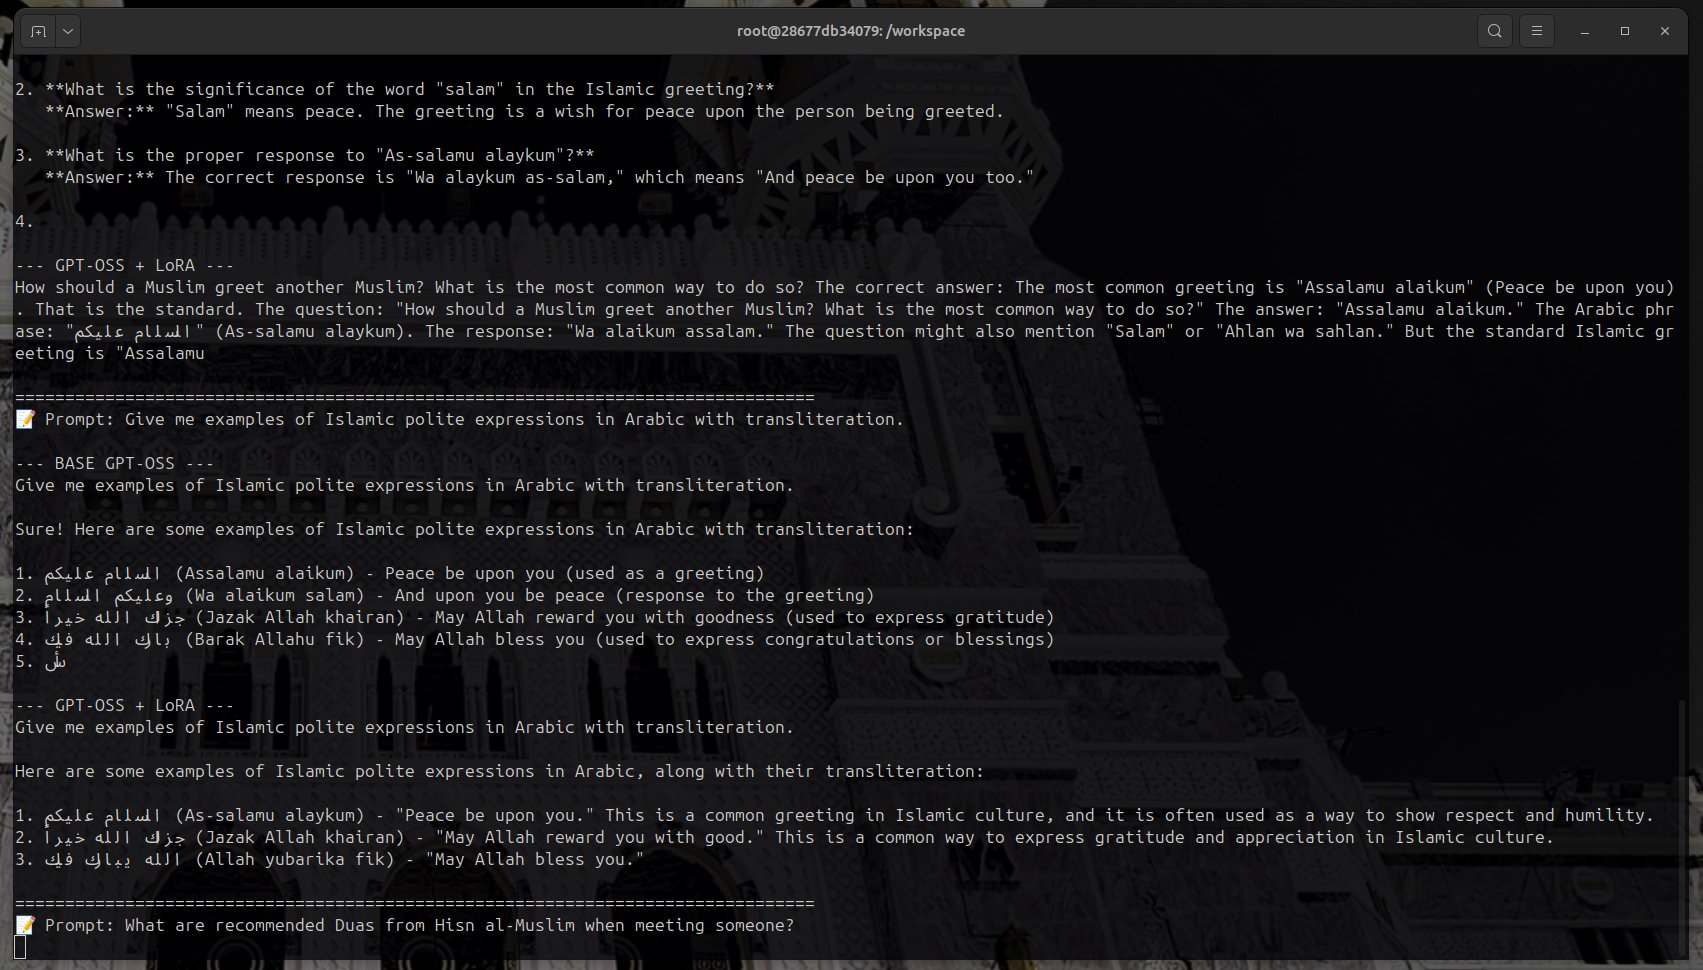 root@28677db34079: /workspace
2. **What is the significance of the word "salam" in the Islamic greeting?**
**Answer:** "Salam" means peace. The greeting is a wish for peace upon the person being greeted.
3. **What is the proper response to "As-salamu alaykum"?**
**Answer:** The correct response is "Wa alaykum as-salam," which means "And peace be upon you too."
4.
--- GPT-OSS + LoRA ---
How should a Muslim greet another Muslim? What is the most common way to do so? The correct answer: The most common greeting is "Assalamu alaikum" (Peace be upon you)
. That is the standard. The question: "How should a Muslim greet another Muslim? What is the most common way to do so?" The answer: "Assalamu alaikum." The Arabic phr
ase: "السلام عليكم" (As-salamu alaykum). The response: "Wa alaikum assalam." The question might also mention "Salam" or "Ahlan wa sahlan." But the standard Islamic gr
eeting is "Assalamu
================================================================================
📝 Prompt: Give me examples of Islamic polite expressions in Arabic with transliteration.
--- BASE GPT-OSS ---
Give me examples of Islamic polite expressions in Arabic with transliteration.
Sure! Here are some examples of Islamic polite expressions in Arabic with transliteration:
1. السلام عليكم (Assalamu alaikum) - Peace be upon you (used as a greeting)
2. وعليكم السلام (Wa alaikum salam) - And upon you be peace (response to the greeting)
3. جزاك الله خيراً (Jazak Allah khairan) - May Allah reward you with goodness (used to express gratitude)
4. بارك الله فيك (Barak Allahu fik) - May Allah bless you (used to express congratulations or blessings)
5.
--- GPT-OSS + LoRA ---
Give me examples of Islamic polite expressions in Arabic with transliteration.
Here are some examples of Islamic polite expressions in Arabic, along with their transliteration:
1. السلام عليكم (As-salamu alaykum) - "Peace be upon you." This is a common greeting in Islamic culture, and it is often used as a way to show respect and humility.
2. جزاك الله خيراً (Jazak Allah khairan) - "May Allah reward you with good." This is a common way to express gratitude and appreciation in Islamic culture.
3. الله يبارك فيك (Allah yubarika fik) - "May Allah bless you."
================================================================================
📝 Prompt: What are recommended Duas from Hisn al-Muslim when meeting someone?